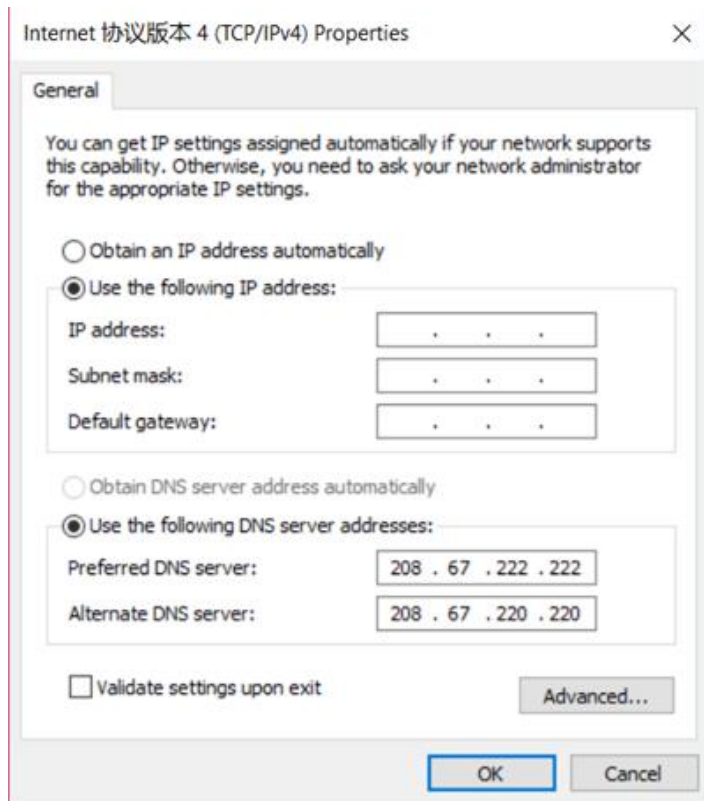 Internet 协议版本 4 (TCP/IPv4) Properties
General
You can get IP settings assigned automatically if your network supports
this capability. Otherwise, you need to ask your network administrator
for the appropriate IP settings.
Obtain an IP address automatically
Use the following IP address:
IP address: . . .
Subnet mask: . . .
Default gateway: . . .
Obtain DNS server address automatically
Use the following DNS server addresses:
Preferred DNS server: 208 . 67 . 222 . 222
Alternate DNS server: 208 . 67 . 220 . 220
Validate settings upon exit
Advanced...
OK Cancel